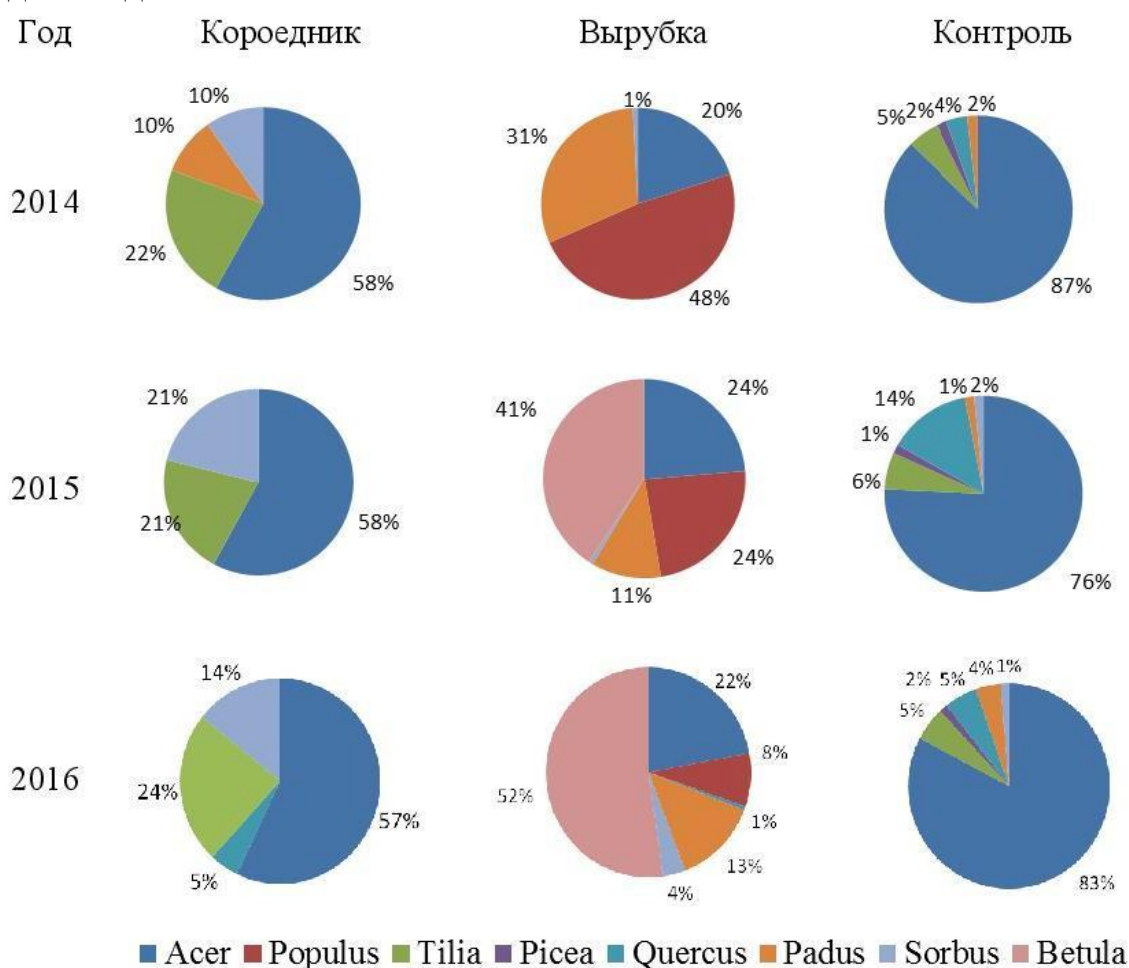 Год Короедник Вырубка Контроль
10% 1% 20% 5% 2% 4% 2%
10% 31%
2014
22% 58% 48% 87%
21% 41% 24% 14% 1% 2%
1%
2015 6%
21% 58% 24% 76%
11%
14% 22% 2% 5% 4% 1%
8% 5%
2016
24% 57% 52% 1%
5% 13% 83%
4%
Acer Populus Tilia Picea Quercus Padus Sorbus Betula